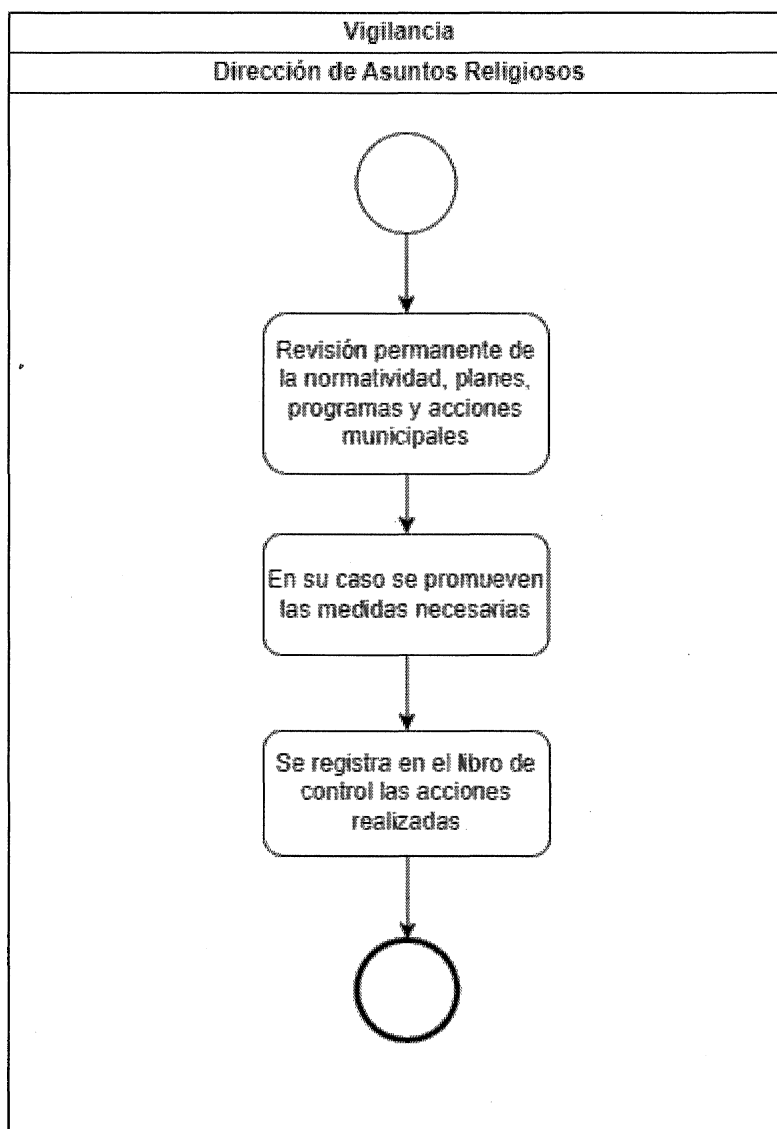 Vigilancia
Dirección de Asuntos Religiosos
Revisión permanente de
la normatividad, planes,
programas y acciones
municipales
En su caso se promueven
las medidas necesarias
Se registra en el libro de
control las acciones
realizadas